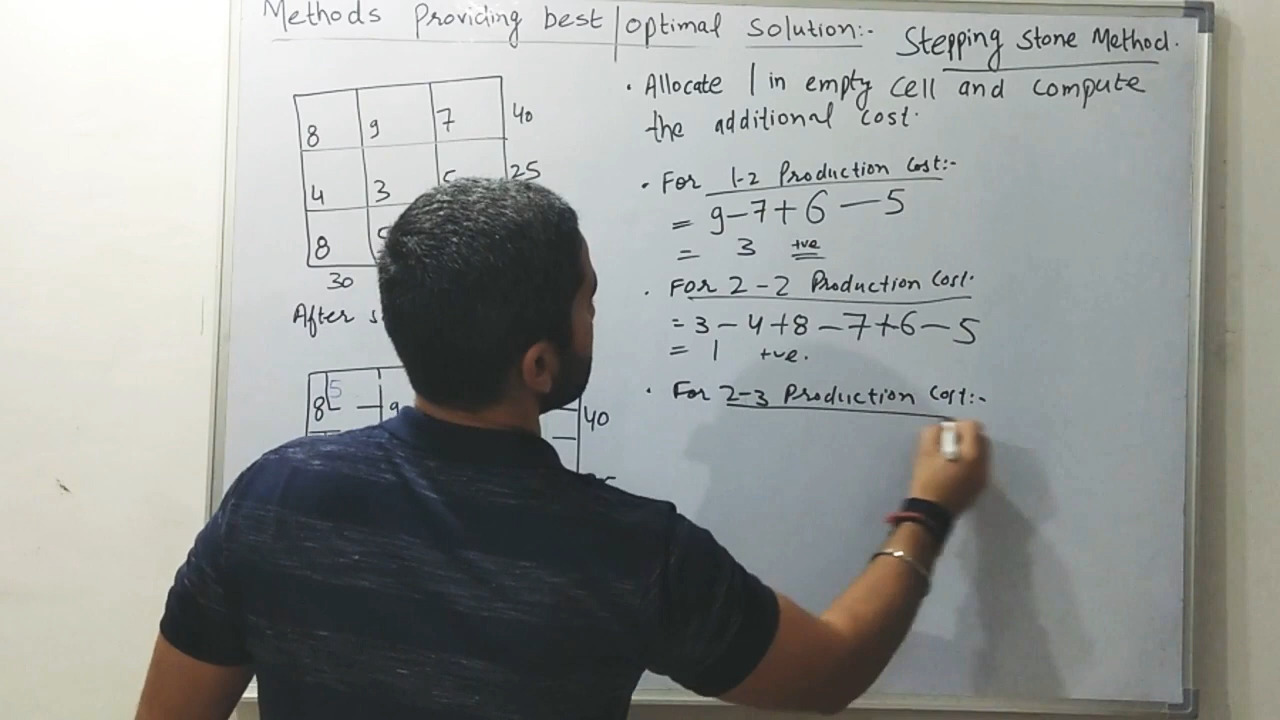 Methods Providing best/optimal solution:- Stepping Stone Method.
8 9 7 40
4 3 5 25
8
30
After
8 5 9 40
• Allocate 1 in empty cell and compute
the additional cost.
• For 1-2 Production Cost:-
= 9-7+6-5
= 3 +ve
. For 2-2 Production Cost.
= 3-4+8-7+6-5
= 1 +ve.
• For 2-3 Production Cost:-